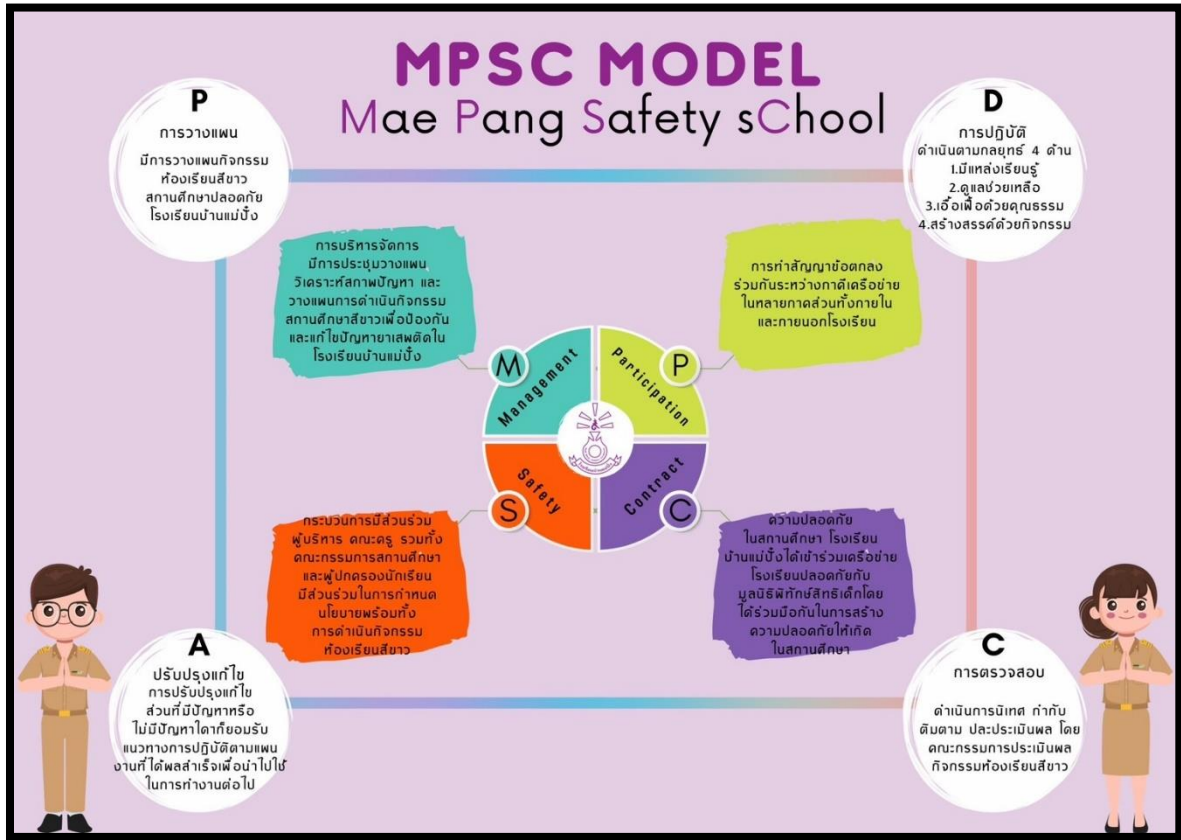 MPSC MODEL
Mae Pang Safety sChool
P
การวางแผน
มีการวางแผนกิจกรรม
ห้องเรียนสีขาว
สถานศึกษาปลอดภัย
โรงเรียนบ้านแม่ปั๋ง
D
การปฏิบัติ
ดำเนินตามกลยุทธ์ 4 ด้าน
1.มีแหล่งเรียนรู้
2.ดูแลช่วยเหลือ
3.เอื้อเฟื้อด้วยคุณธรรม
4.สร้างสรรค์ด้วยกิจกรรม
การบริหารจัดการ
มีการประชุมวางแผน
วิเคราะห์สภาพปัญหา และ
วางแผนการดำเนินกิจกรรม
สถานศึกษาสีขาวเพื่อป้องกัน
และแก้ไขปัญหายาเสพติดใน
โรงเรียนบ้านแม่ปั๋ง
การทำสัญญาข้อตกลง
ร่วมกันระหว่างภาคีเครือข่าย
ในหลายภาคส่วนทั้งภายใน
และภายนอกโรงเรียน
M
Management
P
Participation
S
Safety
C
Contract
กระบวนการมีส่วนร่วม
ผู้บริหาร คณะครู รวมทั้ง
คณะกรรมการสถานศึกษา
และผู้ปกครองนักเรียน
มีส่วนร่วมในการกำหนด
นโยบายพร้อมทั้ง
การดำเนินกิจกรรม
ห้องเรียนสีขาว
ความปลอดภัย
ในสถานศึกษา โรงเรียน
บ้านแม่ปั๋งได้เข้าร่วมเครือข่าย
โรงเรียนปลอดภัยกับ
มูลนิธิพิทักษ์สิทธิเด็กโดย
ได้ร่วมมือกันในการสร้าง
ความปลอดภัยให้เกิด
ในสถานศึกษา
A
ปรับปรุงแก้ไข
การปรับปรุงแก้ไข
ส่วนที่มีปัญหาหรือ
ไม่มีปัญหาใดาก็ยอมรับ
แนวทางการปฏิบัติตามแผน
งานที่ได้ผลสำเร็จเพื่อนำไปใช้
ในการทำงานต่อไป
C
การตรวจสอบ
ดำเนินการนิเทศ กำกับ
ติมตาม ปละประเมินพล โดย
คณะกรรมการประเมินพล
กิจกรรมห้องเรียนสีขาว